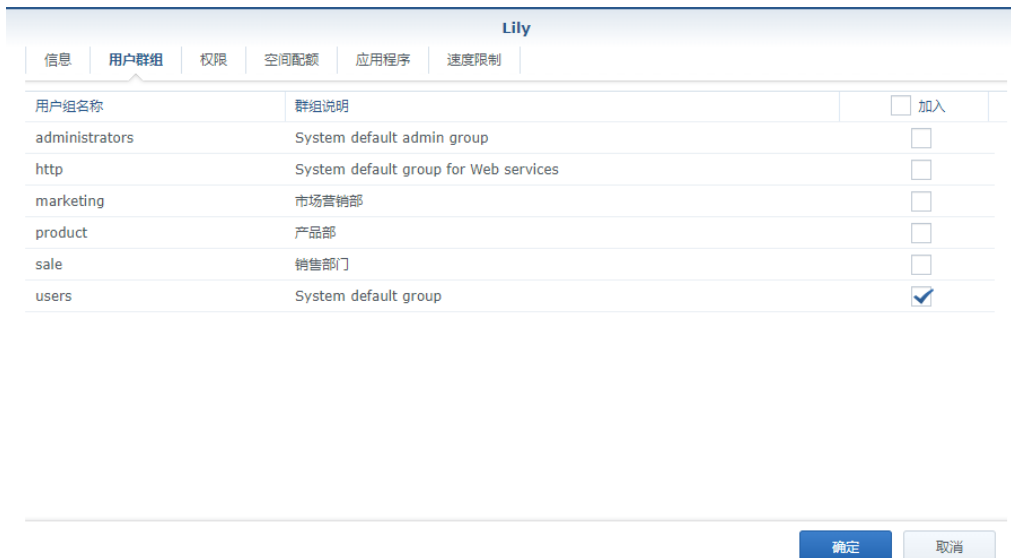 Lily
信息 用户群组 权限 空间配额 应用程序 速度限制
用户组名称 群组说明 加入
administrators System default admin group
http System default group for Web services
marketing 市场营销部
product 产品部
sale 销售部门
users System default group
确定 取消